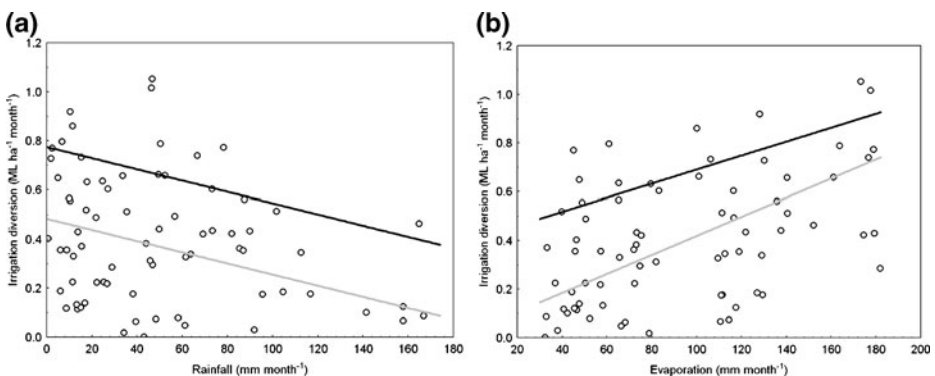 (a)
(b)
Irrigation diversion (ML ha⁻¹ month⁻¹)
1.2
1.0
0.8
0.6
0.4
0.2
0.0
0 20 40 60 80 100 120 140 160 180
Rainfall (mm month⁻¹)
Irrigation diversion (ML ha⁻¹ month⁻¹)
1.2
1.0
0.8
0.6
0.4
0.2
0.0
20 40 60 80 100 120 140 160 180 200
Evaporation (mm month⁻¹)